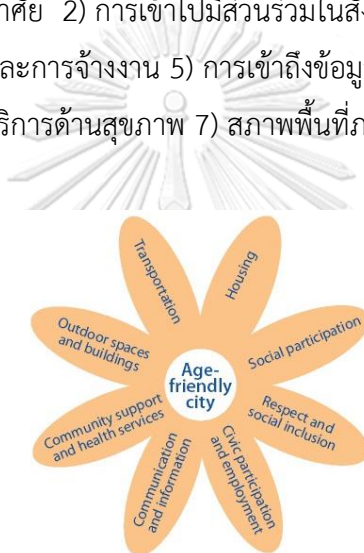 าศัย 2) การเข้าไปมีส่วนร่วมในสัง
ละการจ้างงาน 5) การเข้าถึงข้อมู
ริการด้านสุขภาพ 7) สภาพพื้นที่ภ
Transportation
Housing
Social participation
Respect and
social inclusion
Civic participation
and employment
Communication
and information
Community support
and health services
Outdoor spaces
and buildings
Age-
friendly
city